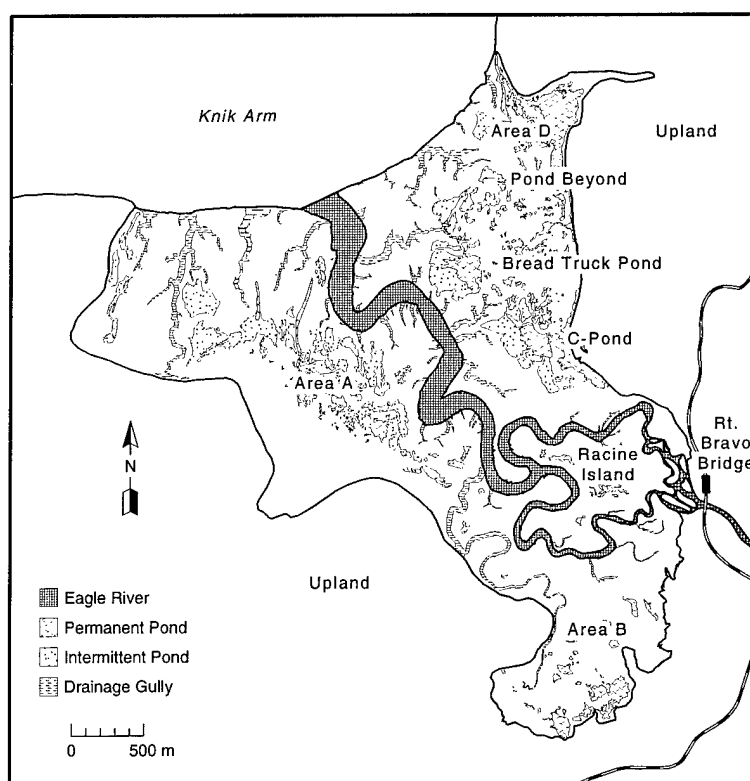 Knik Arm
Area D
Upland
Pond Beyond
Bread Truck Pond
C-Pond
Area A
Rt.
Bravo
Bridge
Racine
Island
N
Upland
Area B
Eagle River
Permanent Pond
Intermittent Pond
Drainage Gully
0 500 m